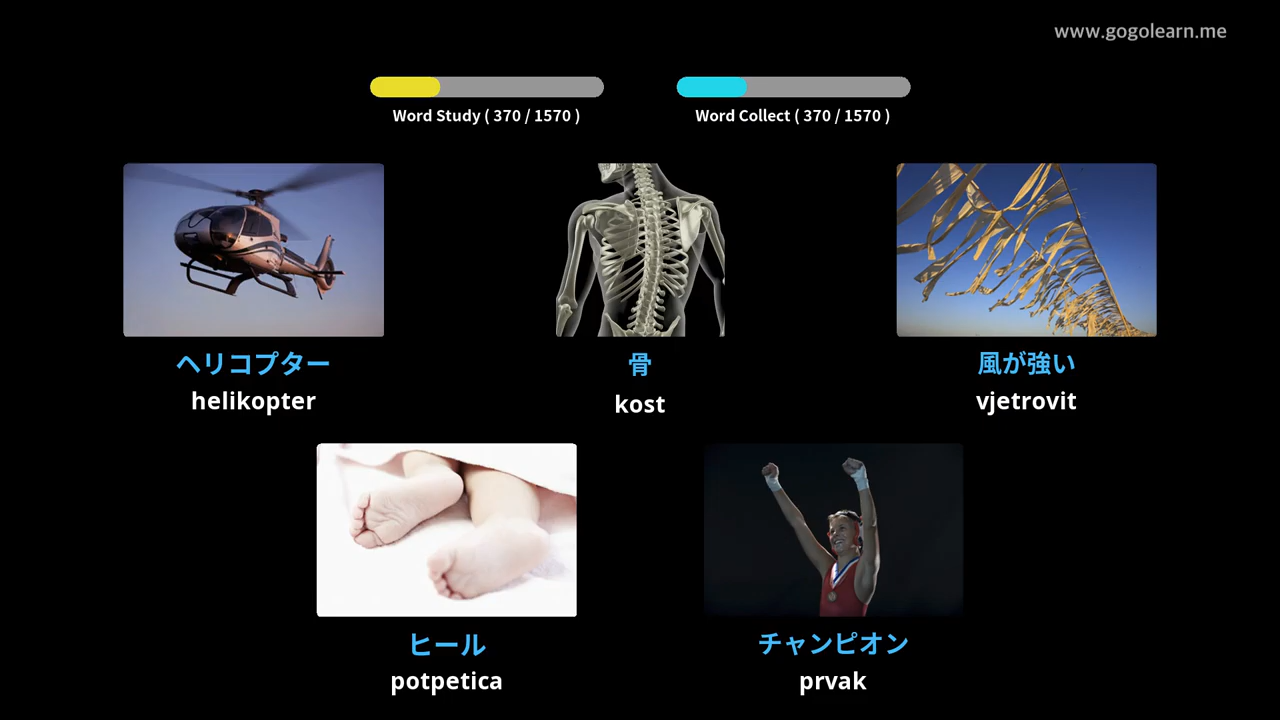 www.gogolearn.me
Word Study ( 370 / 1570 )
Word Collect ( 370 / 1570 )
ヘリコプター
helikopter
骨
kost
風が強い
vjetrovit
ヒール
potpetica
チャンピオン
prvak